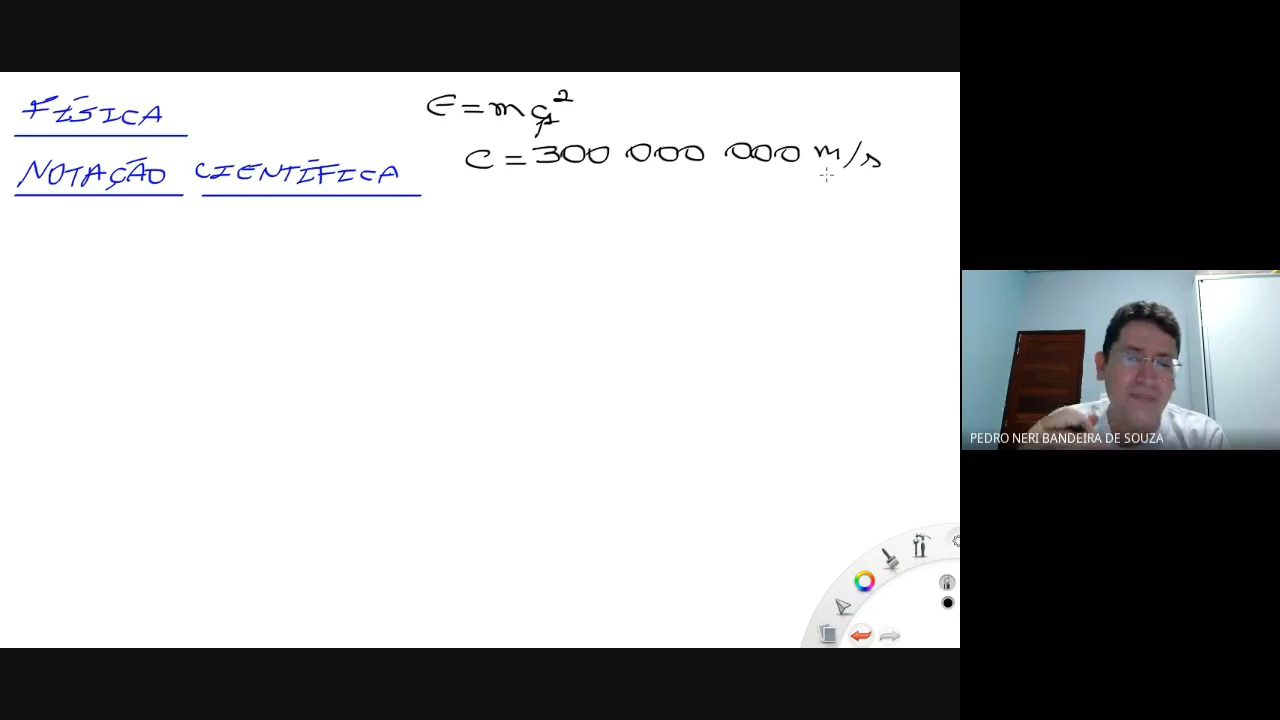 FÍSICA
NOTAÇÃO CIENTÍFICA
E = mc²
C = 300 000 000 m/s
PEDRO NERI BANDEIRA DE SOUZA